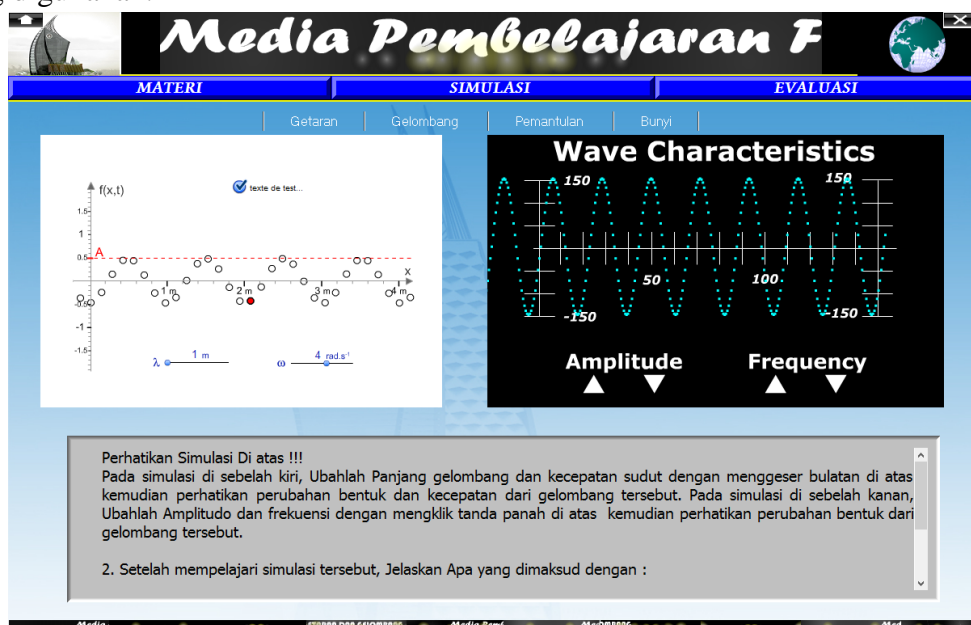 Media Pembelajaran F
MATERI SIMULASI EVALUASI
Getaran Gelombang Pemantulan Bunyi
f(x,t)
texte de test...
1.5
1
0.5
A
x
1 m 2 m 3 m 4 m
-0.5
-1
-1.5
λ 1 m ω 4 rad.s⁻¹
Wave Characteristics
150 150
50 100
-150 -150
Amplitude Frequency
Perhatikan Simulasi Di atas !!!
Pada simulasi di sebelah kiri, Ubahlah Panjang gelombang dan kecepatan sudut dengan menggeser bulatan di atas
kemudian perhatikan perubahan bentuk dan kecepatan dari gelombang tersebut. Pada simulasi di sebelah kanan,
Ubahlah Amplitudo dan frekuensi dengan mengklik tanda panah di atas kemudian perhatikan perubahan bentuk dari
gelombang tersebut.
2. Setelah mempelajari simulasi tersebut, Jelaskan Apa yang dimaksud dengan :